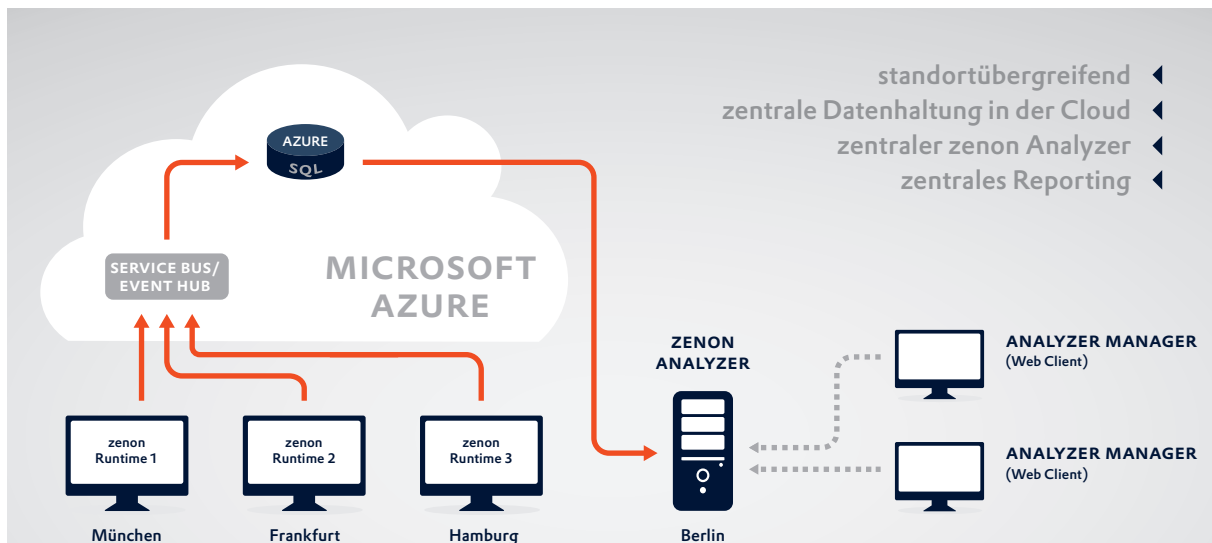 standortübergreifend
zentrale Datenhaltung in der Cloud
zentraler zenon Analyzer
zentrales Reporting
AZURE
SQL
SERVICE BUS/
EVENT HUB
MICROSOFT
AZURE
ZENON
ANALYZER
ANALYZER MANAGER
(Web Client)
ANALYZER MANAGER
(Web Client)
zenon
Runtime 1
zenon
Runtime 2
zenon
Runtime 3
München
Frankfurt
Hamburg
Berlin